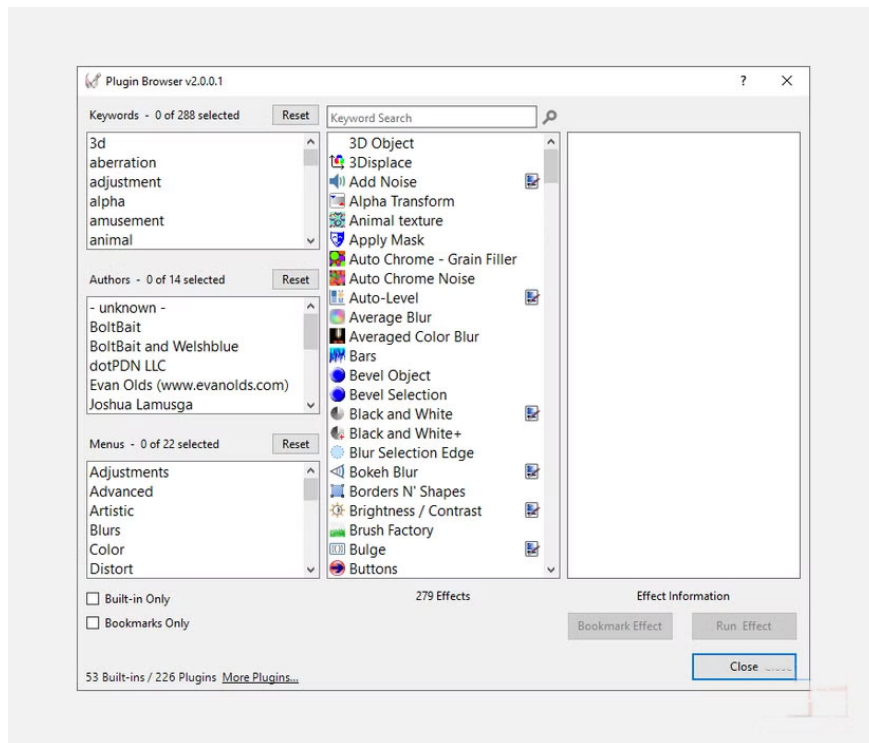 Plugin Browser v2.0.0.1
?
Keywords - 0 of 288 selected
Reset
3d
aberration
adjustment
alpha
amusement
animal
Authors - 0 of 14 selected
Reset
- unknown -
BoltBait
BoltBait and Welshblue
dotPDN LLC
Evan Olds (www.evanolds.com)
Joshua Lamusga
Menus - 0 of 22 selected
Reset
Adjustments
Advanced
Artistic
Blurs
Color
Distort
Built-in Only
Bookmarks Only
53 Built-ins / 226 Plugins More Plugins...
Keyword Search
3D Object
3Displace
Add Noise
Alpha Transform
Animal texture
Apply Mask
Auto Chrome - Grain Filler
Auto Chrome Noise
Auto-Level
Average Blur
Averaged Color Blur
Bars
Bevel Object
Bevel Selection
Black and White
Black and White+
Blur Selection Edge
Bokeh Blur
Borders N' Shapes
Brightness / Contrast
Brush Factory
Bulge
Buttons
279 Effects
Effect Information
Bookmark Effect
Run Effect
Close